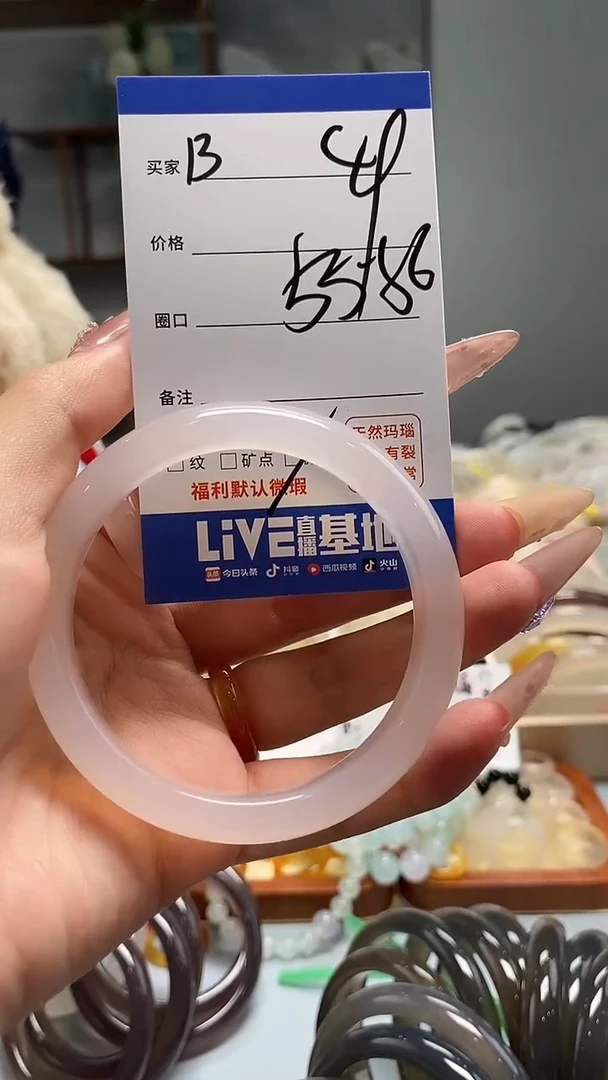 买家 B 4
价格
圈口 55-86
备注
纹 矿点
天然玛瑙
有裂
福利默认微瑕
LiVE直播基地
头条 今日头条 抖音 西瓜视频 火山